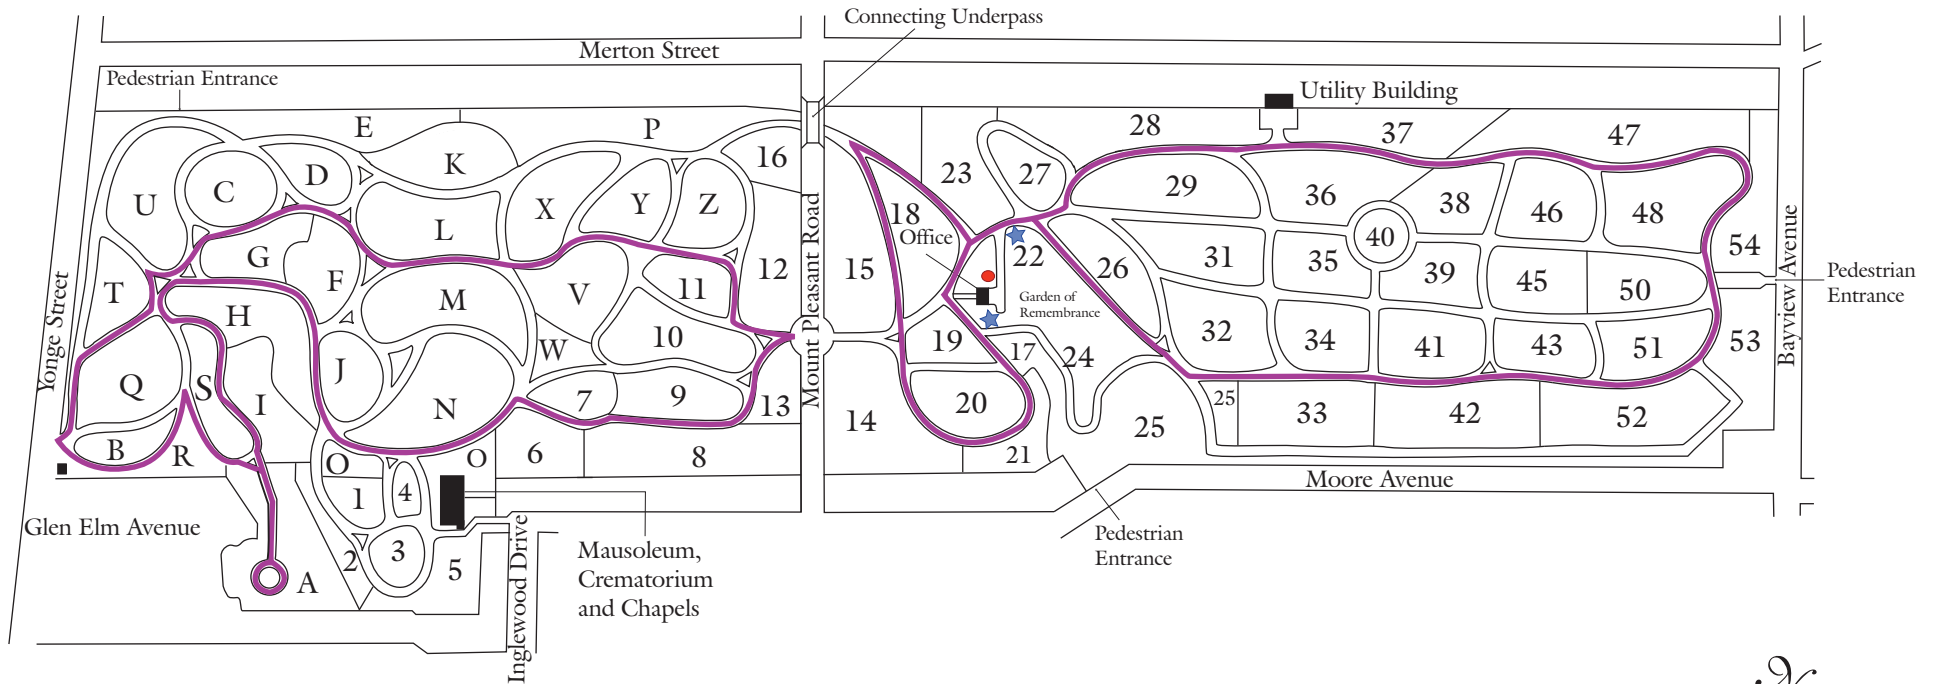 Connecting Underpass
Merton Street
Pedestrian Entrance
Utility Building
E
P
28
37
47
K
16
D
23
27
C
X
Y
Z
29
36
38
46
48
U
L
18
Office
40
G
12
15
22
31
35
39
45
50
54
F
M
V
11
26
T
Garden of
Remembrance
Pedestrian
Entrance
H
10
19
17
24
32
34
41
43
51
53
W
J
Q
S
I
N
7
9
13
14
20
25
25
33
42
52
B
R
O
O
6
8
21
1
4
Moore Avenue
Yonge Street
Mount Pleasant Road
Bayview Avenue
Glen Elm Avenue
Pedestrian
Entrance
2
3
5
A
Inglewood Drive
Mausoleum,
Crematorium
and Chapels